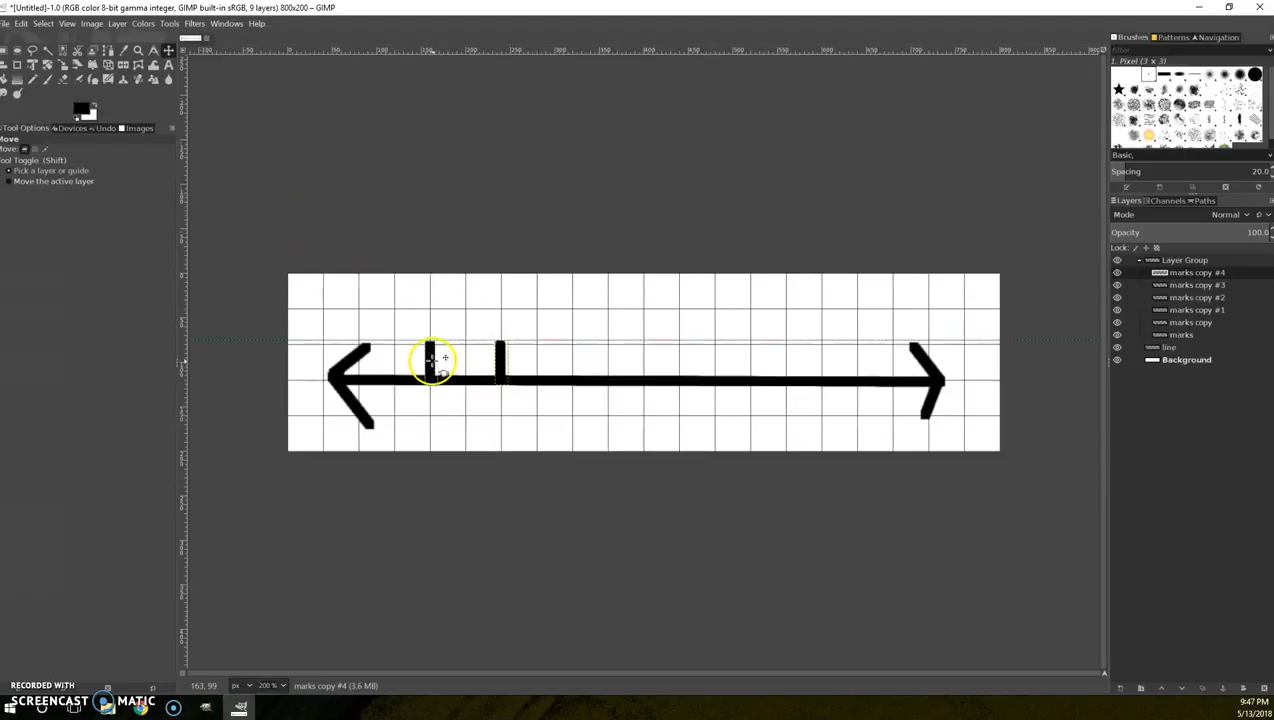 *[Untitled]-1.0 (RGB color 8-bit gamma integer, GIMP built-in sRGB, 9 layers) 800x200 – GIMP
File Edit Select View Image Layer Colors Tools Filters Windows Help
Tool Options Devices Undo Images
Move
Move:
Tool Toggle (Shift)
Pick a layer or guide
Move the active layer
Brushes Patterns Navigation
filter
1. Pixel (3 × 3)
Basic,
Spacing 20.0
Layers Channels Paths
Mode Normal
Opacity 100.0
Lock:
Layer Group
marks copy #4
marks copy #3
marks copy #2
marks copy #1
marks copy
marks
line
Background
163, 99 px 200 % marks copy #4 (3.6 MB)
RECORDED WITH
SCREENCAST MATIC
9:47 PM
5/13/2018